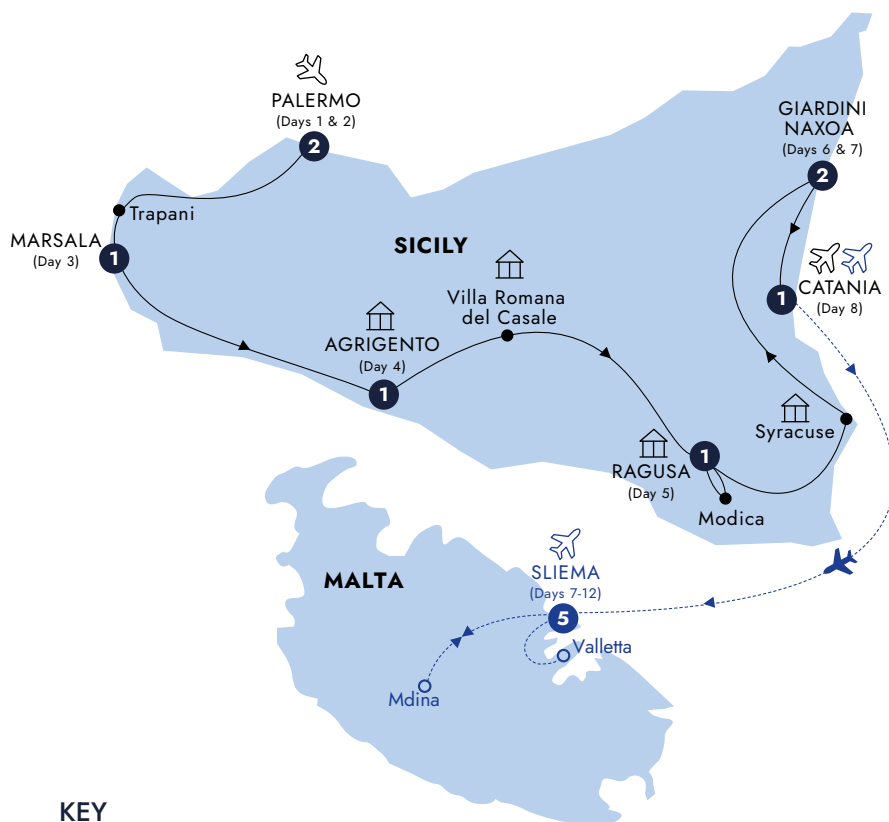 PALERMO
(Days 1 & 2)
2
GIARDINI
NAXOA
(Days 6 & 7)
2
Trapani
MARSALA
(Day 3)
1
SICILY
Villa Romana
del Casale
CATANIA
(Day 8)
1
AGRIGENTO
(Day 4)
1
Syracuse
RAGUSA
(Day 5)
1
Modica
MALTA
SLIEMA
(Days 7-12)
5
Valletta
Mdina
KEY